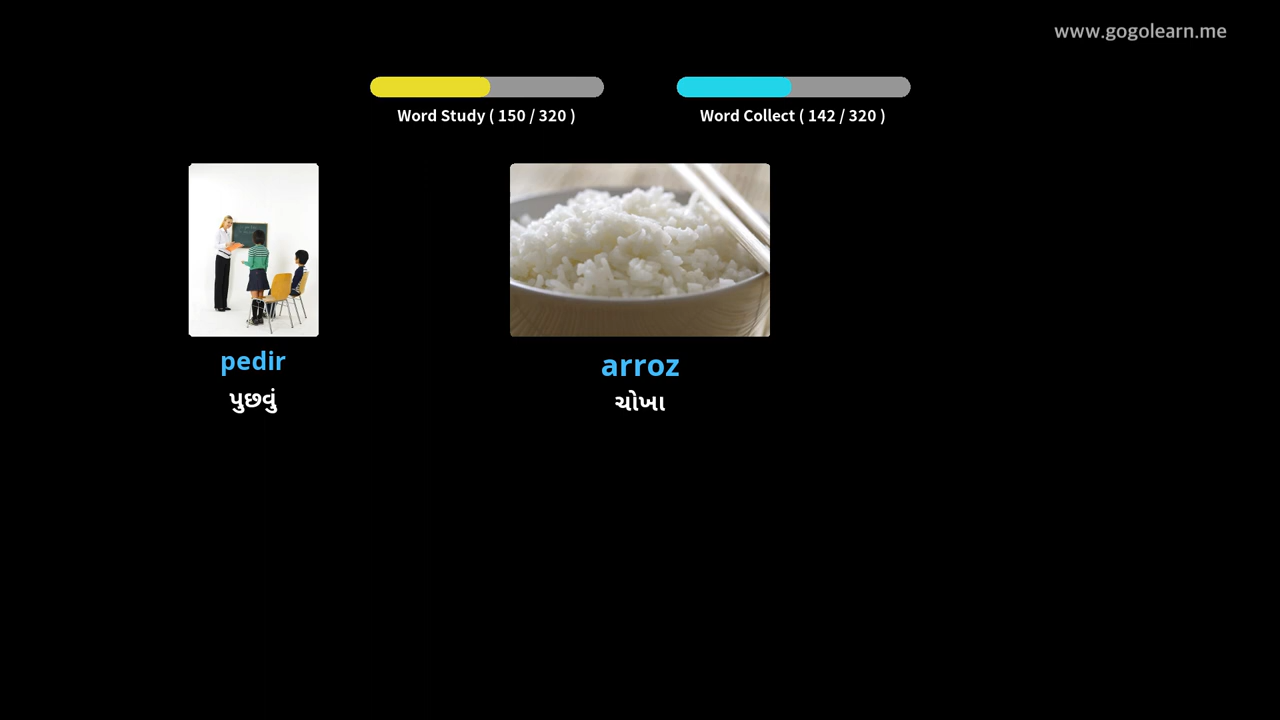 www.gogolearn.me
Word Study ( 150 / 320 )
Word Collect ( 142 / 320 )
pedir
પુછવું
arroz
ચોખા